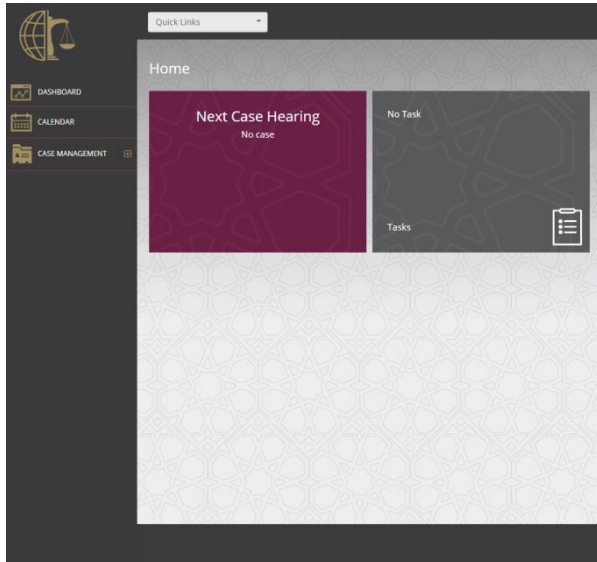 Quick Links
Home
DASHBOARD
CALENDAR
CASE MANAGEMENT
Next Case Hearing
No case
No Task
Tasks